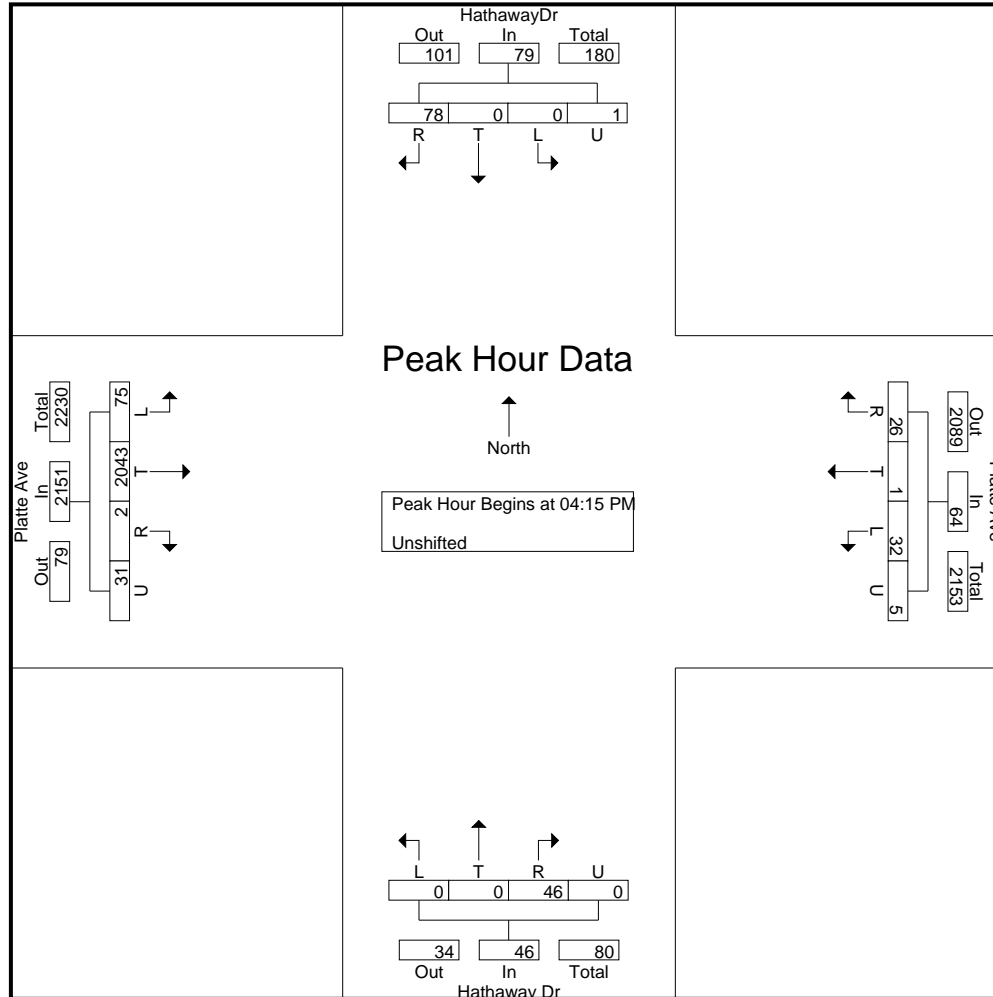 HathawayDr
Out In Total
101 79 180
78 0 0 1
R T L U
Peak Hour Data
North
Peak Hour Begins at 04:15 PM
Unshifted
Platte Ave
Total In Out
2230 2151 79
75 2043 2 31
L T R U
R T L U
26 1 32 5
2089 64 2153
Out In Total
Platte Ave
L T R U
0 0 46 0
34 46 80
Out In Total
Hathaway Dr